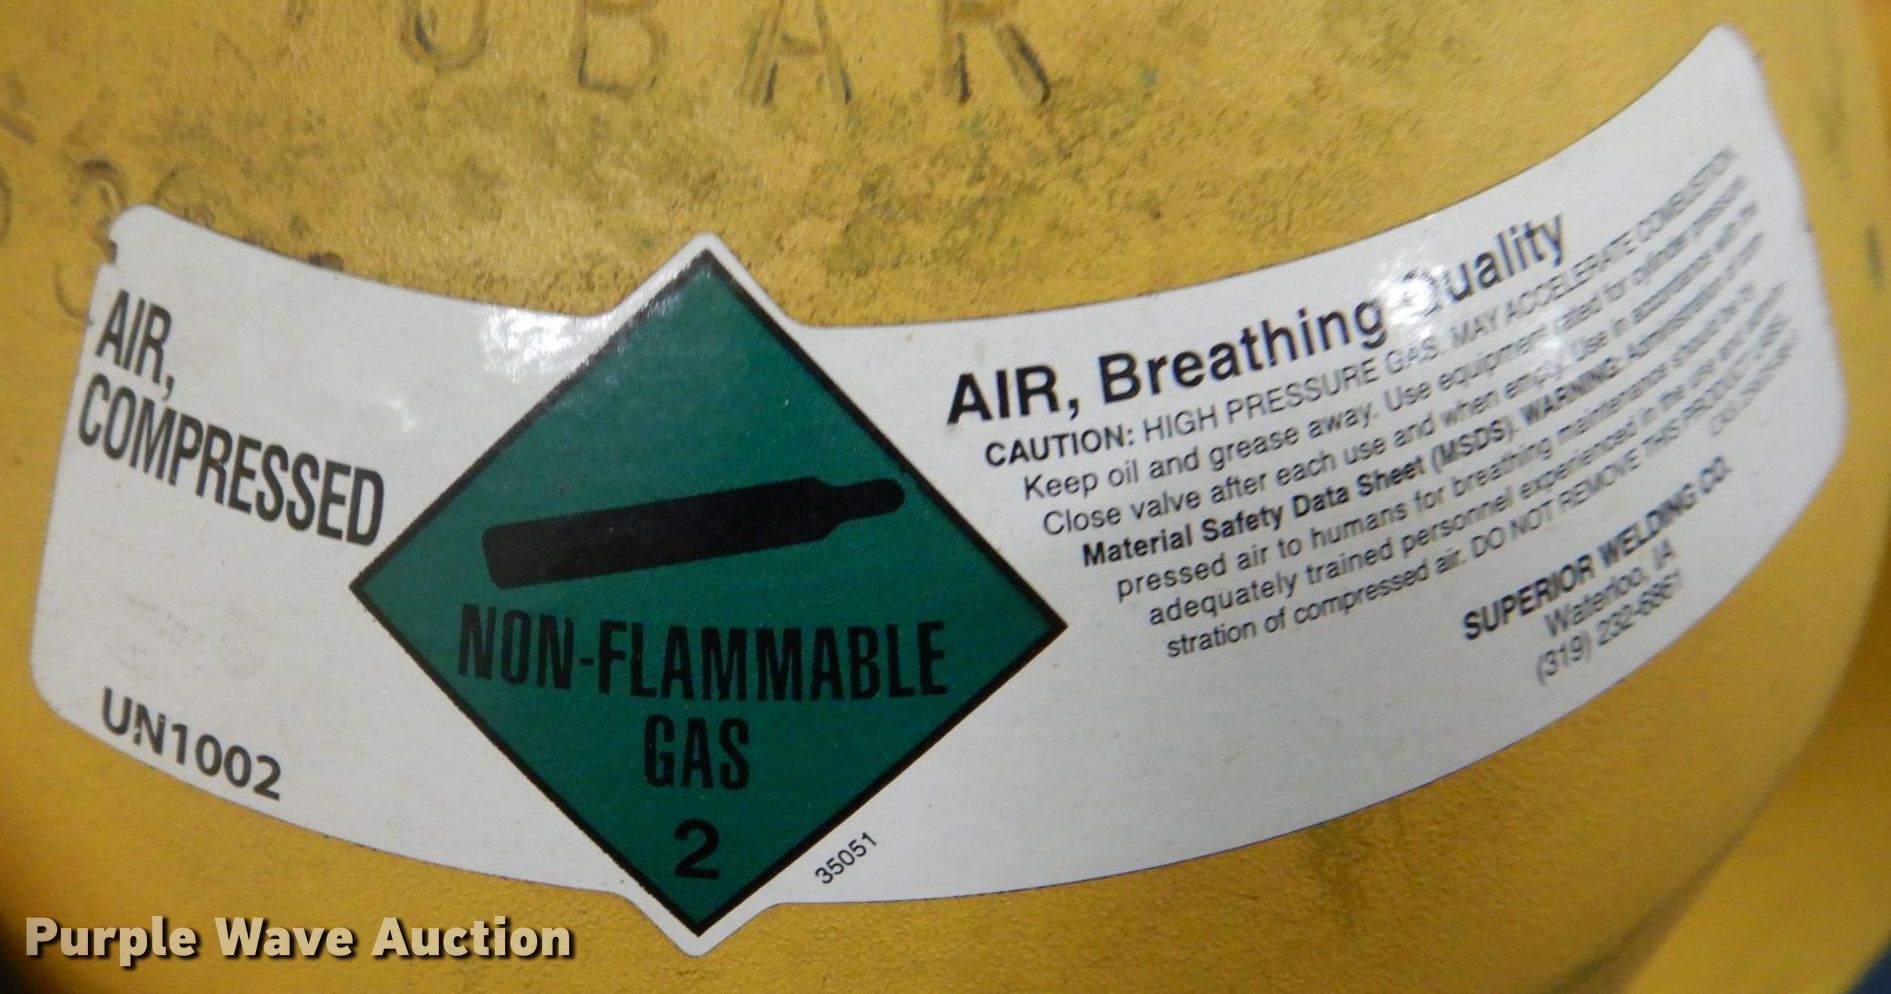 UBAR
AIR,
COMPRESSED
UN1002
NON-FLAMMABLE
GAS
2
35051
AIR, Breathing Quality
CAUTION: HIGH PRESSURE GAS. MAY ACCELERATE COMBUSTION.
Keep oil and grease away. Use equipment rated for cylinder pressure.
Close valve after each use and when empty. Use in accordance with the
Material Safety Data Sheet (MSDS). WARNING: Administration of com-
pressed air to humans for breathing maintenance should be by
adequately trained personnel experienced in the use and admini-
stration of compressed air. DO NOT REMOVE THIS PRODUCT LABEL.
SUPERIOR WELDING CO.
Waterloo, IA
(319) 232-6861
Purple Wave Auction